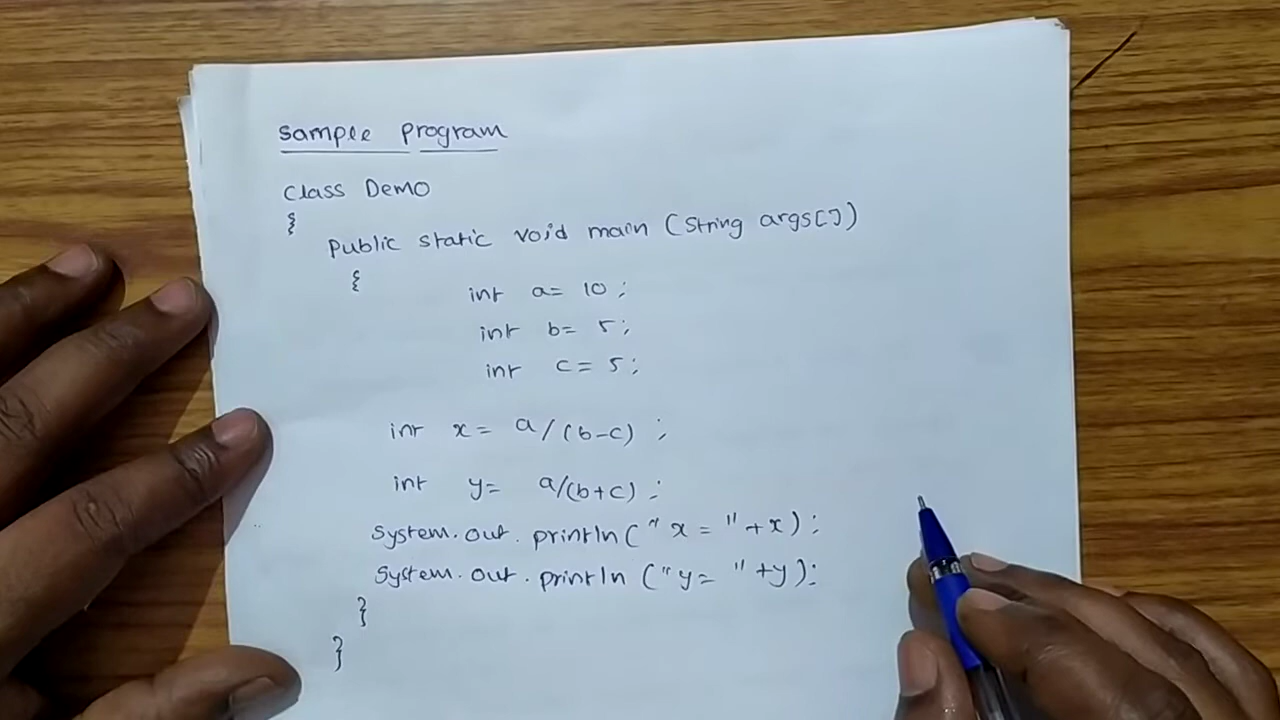 Sample program
Class Demo
{
Public static void main (String args[])
{
int a= 10 ;
int b= 5 ;
int c = 5 ;
int x = a/(b-c) ;
int y= a/(b+c) ;
System.out.println(" x = "+x) ;
System.out.println ("y= "+y) ;
}
}